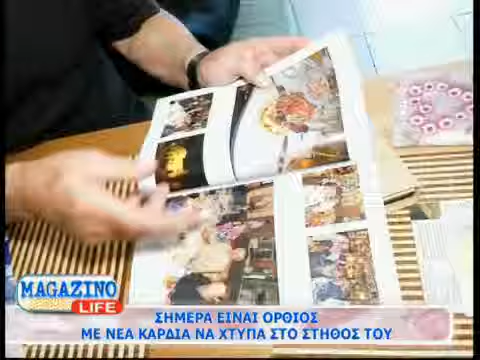 MAGAZINO
LIFE
ΣΗΜΕΡΑ ΕΙΝΑΙ ΟΡΘΙΟΣ
ΜΕ ΝΕΑ ΚΑΡΔΙΑ ΝΑ ΧΤΥΠΑ ΣΤΟ ΣΤΗΘΟΣ ΤΟΥ